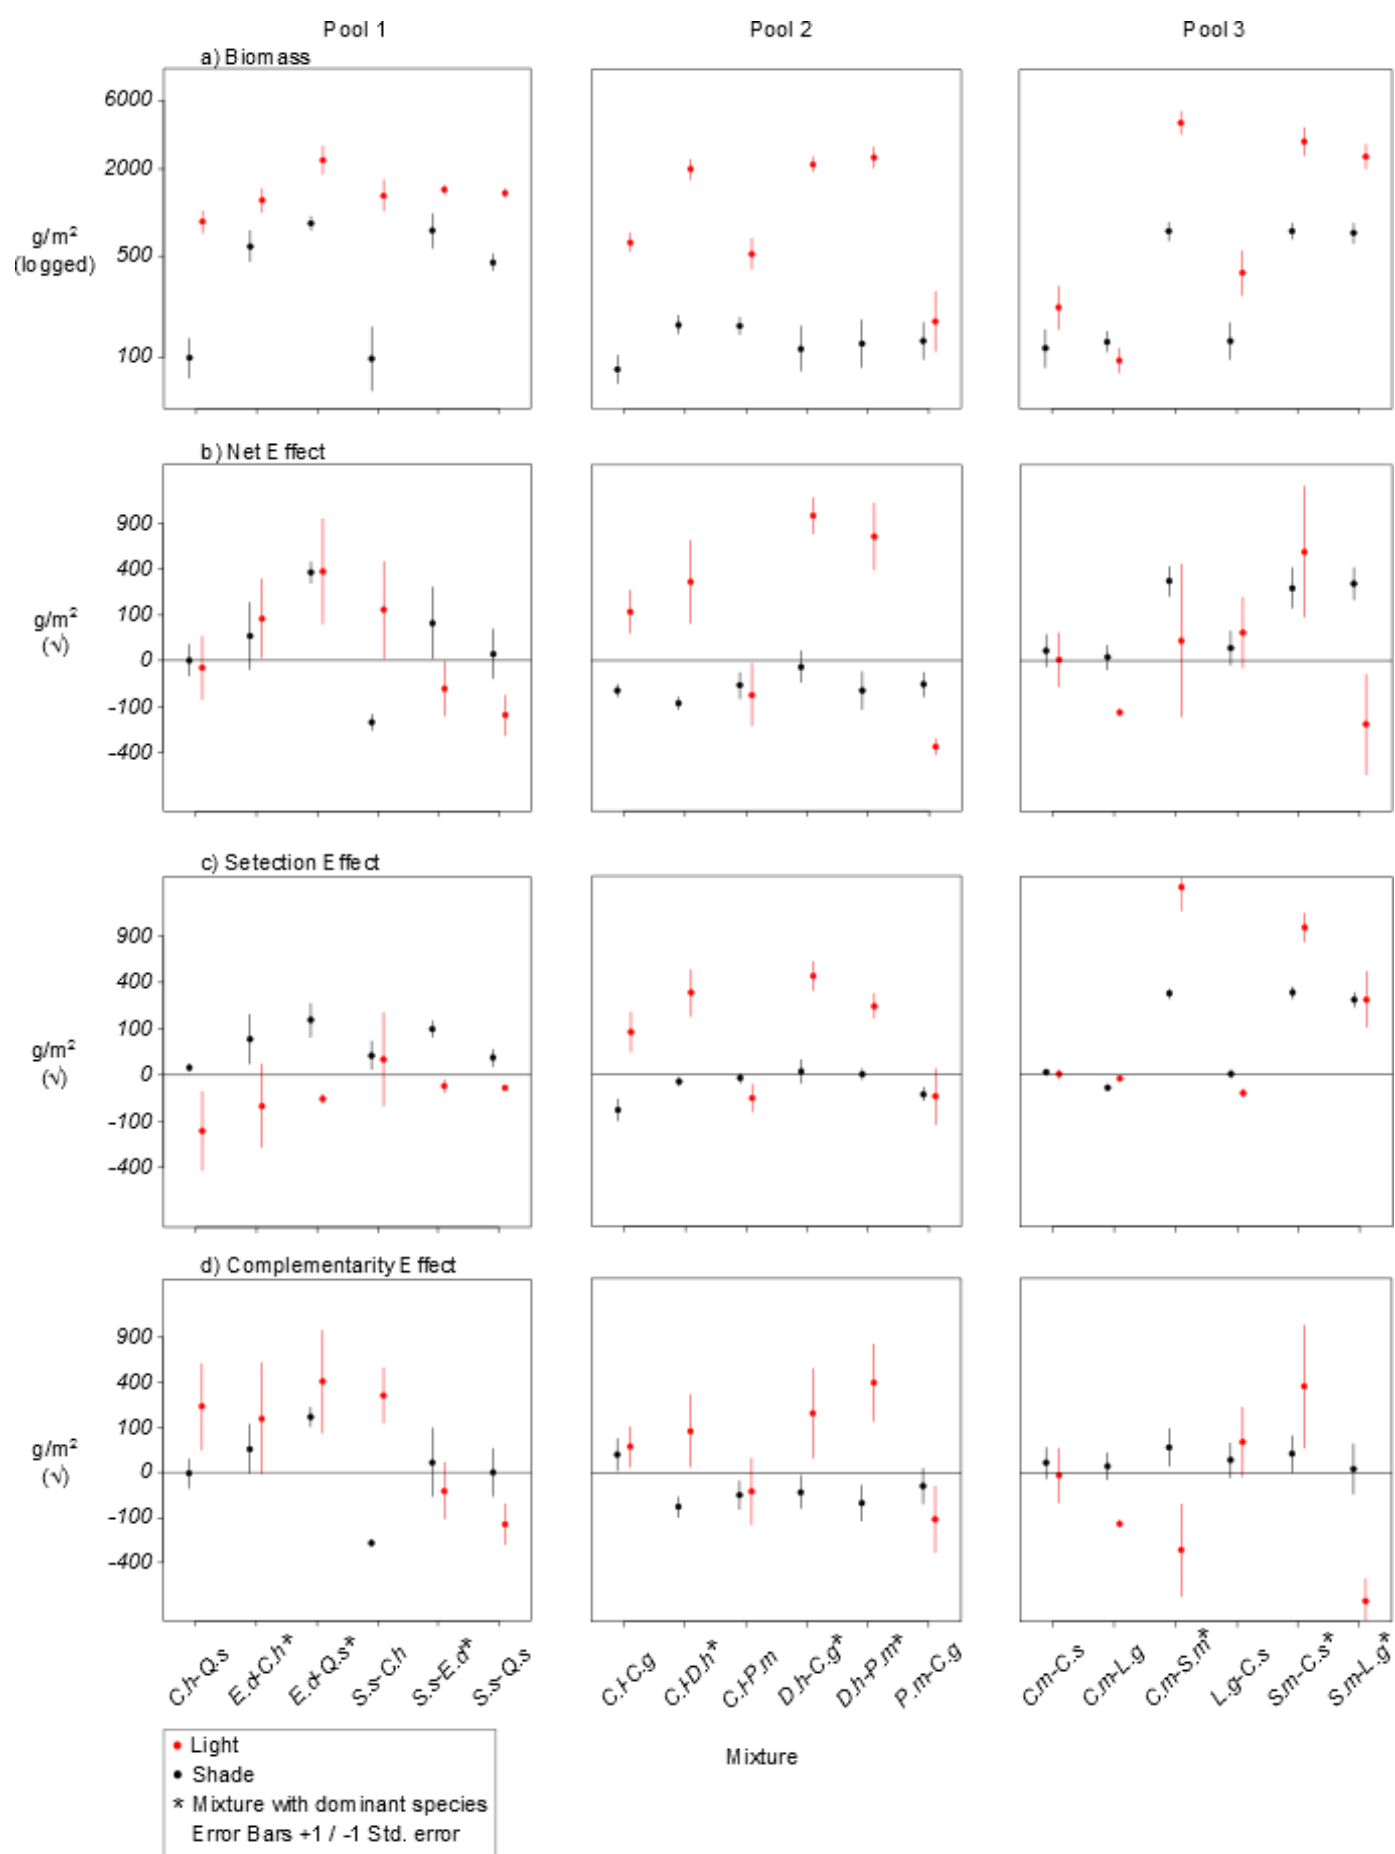 Pool 1
Pool 2
Pool 3
a) Biomass
6000
2000
500
100
g/m²
(logged)
b) Net Effect
900
400
100
0
-100
-400
g/m²
(√)
c) Setection Effect
900
400
100
0
-100
-400
g/m²
(√)
d) Complementarity Effect
900
400
100
0
-100
-400
g/m²
(√)
C.h-Q.s
E.d-C.h*
E.d-Q.s*
S.s-C.h
S.s-E.d*
S.s-Q.s
C.l-C.g
C.l-D.h*
C.l-P.m
D.h-C.g*
D.h-P.m*
P.m-C.g
C.m-C.s
C.m-L.g
C.m-S.m*
L.g-C.s
S.m-C.s*
S.m-L.g*
Mixture
Light
Shade
* Mixture with dominant species
Error Bars +1 / -1 Std. error